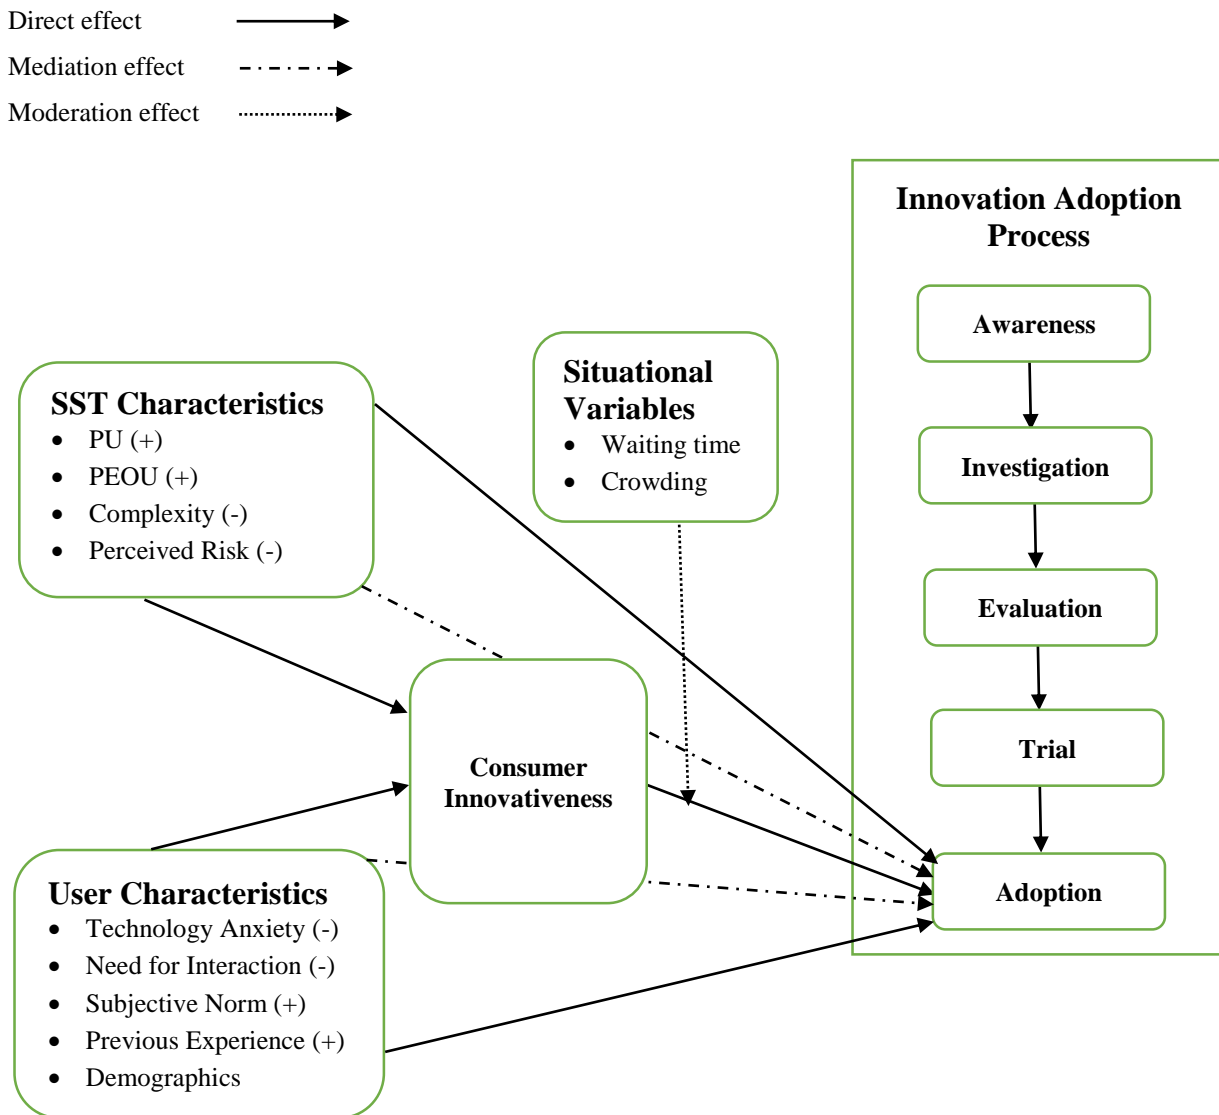 Direct effect
Mediation effect
Moderation effect
Innovation Adoption
Process
Awareness
Investigation
Evaluation
Trial
Adoption
Situational
Variables
• Waiting time
• Crowding
SST Characteristics
• PU (+)
• PEOU (+)
• Complexity (-)
• Perceived Risk (-)
Consumer
Innovativeness
User Characteristics
• Technology Anxiety (-)
• Need for Interaction (-)
• Subjective Norm (+)
• Previous Experience (+)
• Demographics